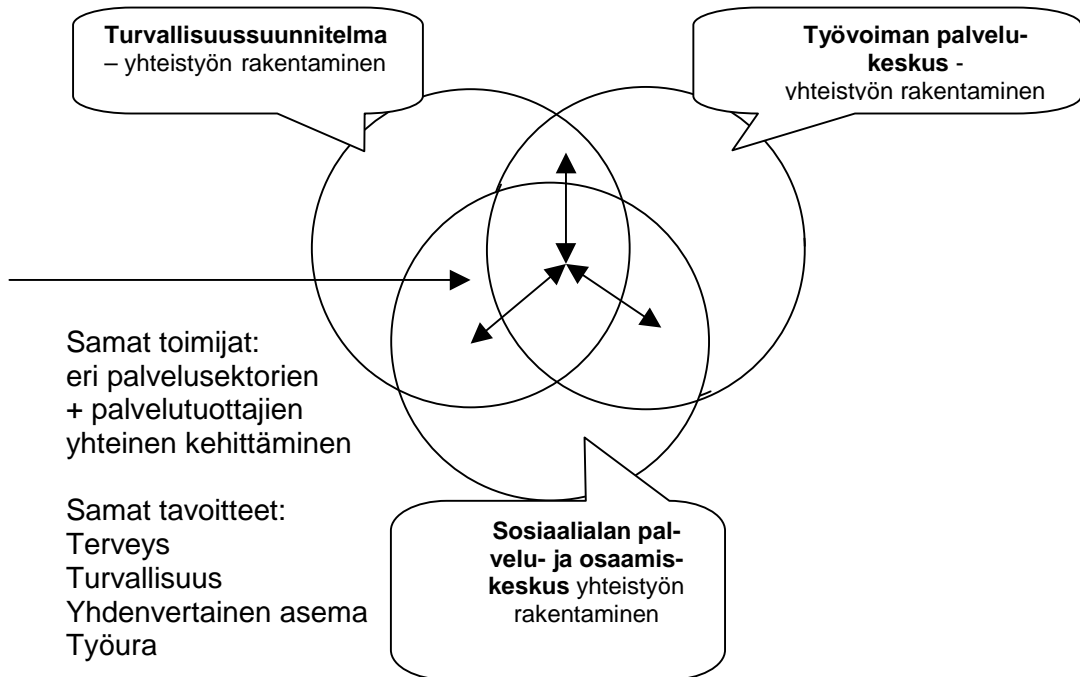 Turvallisuussuunnitelma
– yhteistyön rakentaminen
Työvoiman palvelu-
keskus -
yhteistyön rakentaminen
Samat toimijat:
eri palvelusektorien
+ palvelutuottajien
yhteinen kehittäminen
Samat tavoitteet:
Terveys
Turvallisuus
Yhdenvertainen asema
Työura
Sosiaalialan pal-
velu- ja osaamis-
keskus yhteistyön
rakentaminen